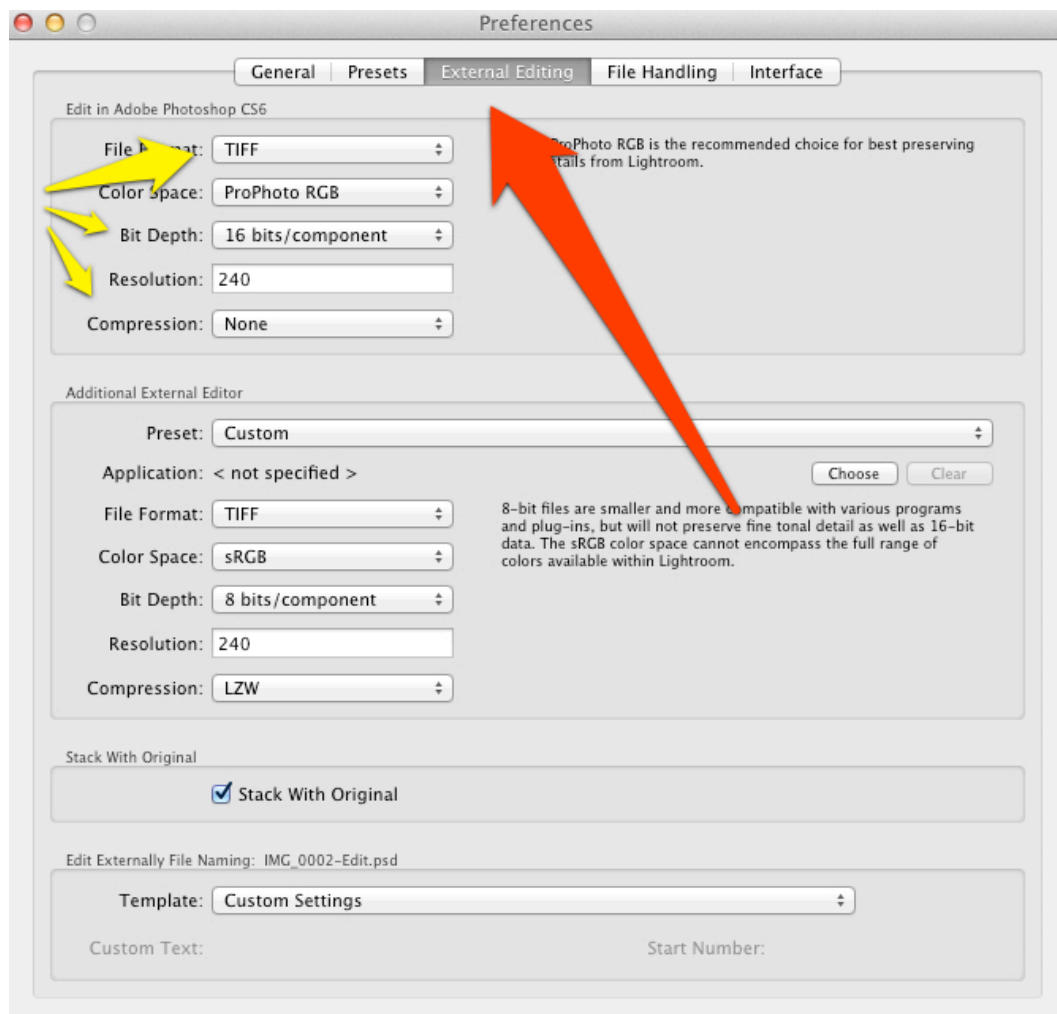 Preferences
General Presets External Editing File Handling Interface
Edit in Adobe Photoshop CS6
File Format: TIFF
ProPhoto RGB is the recommended choice for best preserving
details from Lightroom.
Color Space: ProPhoto RGB
Bit Depth: 16 bits/component
Resolution: 240
Compression: None
Additional External Editor
Preset: Custom
Application: < not specified > Choose Clear
File Format: TIFF
8-bit files are smaller and more compatible with various programs
and plug-ins, but will not preserve fine tonal detail as well as 16-bit
data. The sRGB color space cannot encompass the full range of
colors available within Lightroom.
Color Space: sRGB
Bit Depth: 8 bits/component
Resolution: 240
Compression: LZW
Stack With Original
Stack With Original
Edit Externally File Naming: IMG_0002-Edit.psd
Template: Custom Settings
Custom Text: Start Number: